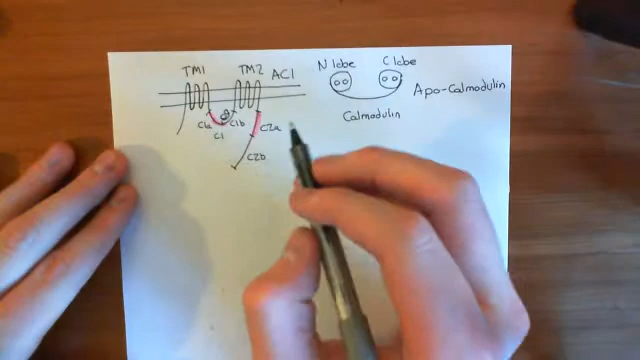 TM1 TM2 AC1
C1a C1b
C1
C2a
C2b
N lobe C lobe
Apo-Calmodulin
Calmodulin